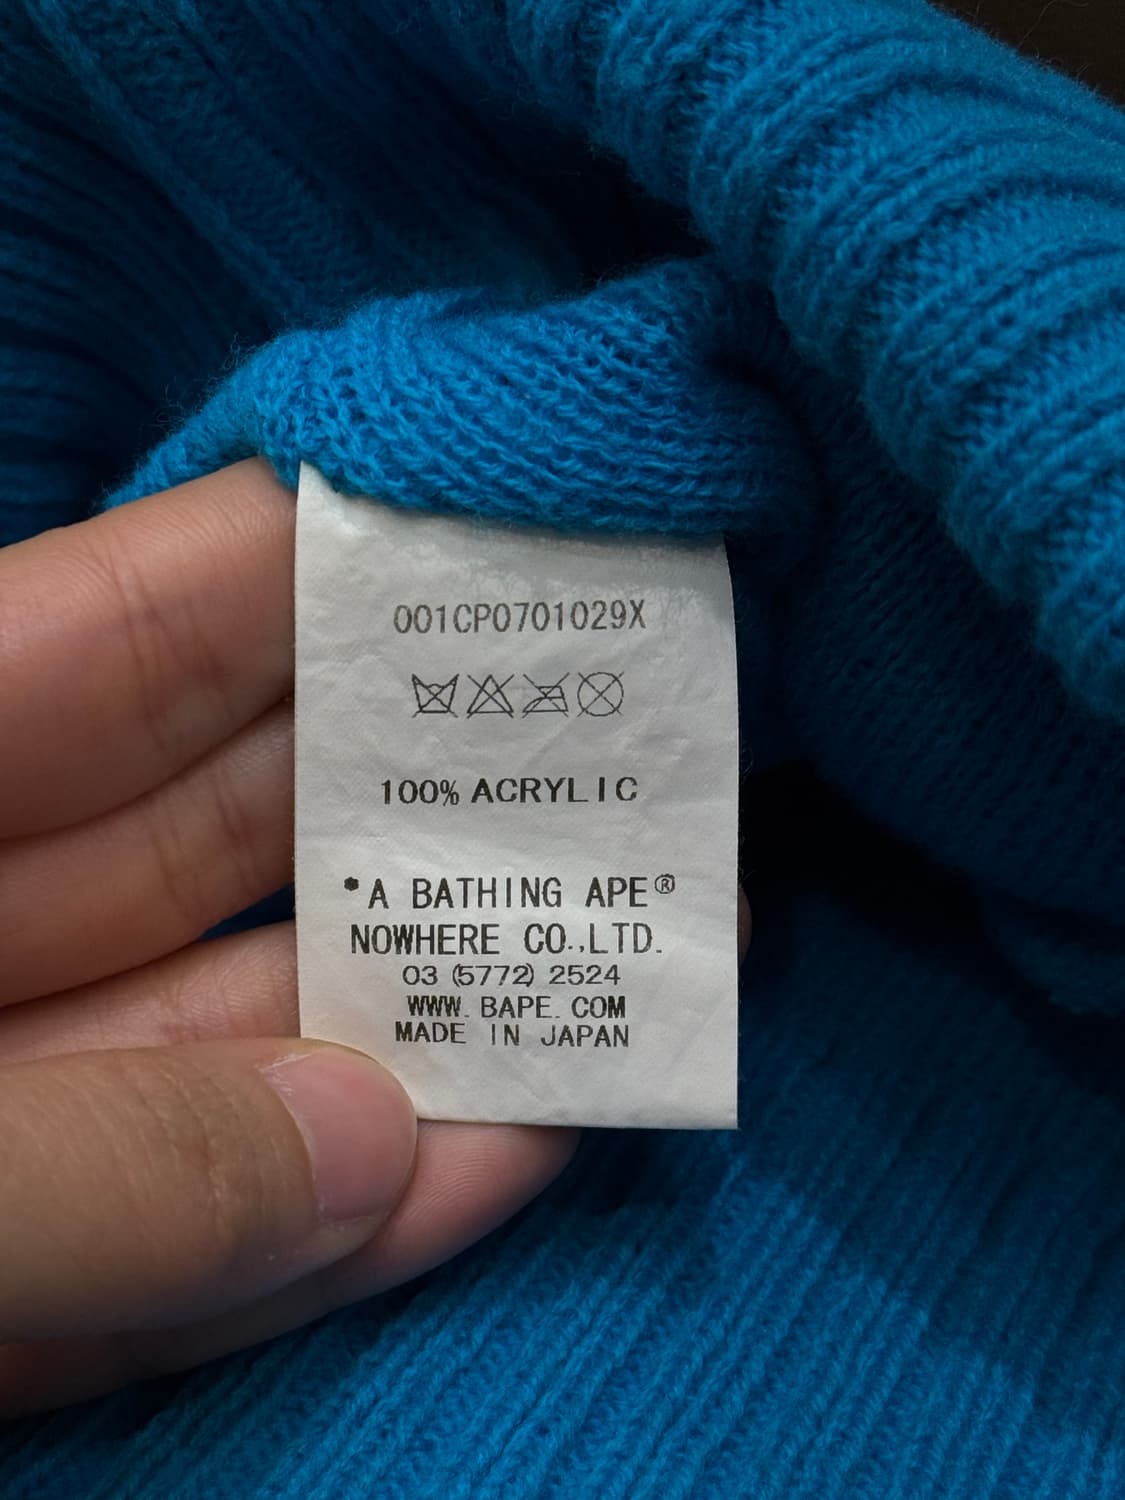 001CP0701029X
100% ACRYLIC
*A BATHING APE®
NOWHERE CO.,LTD.
03 (5772) 2524
WWW. BAPE. COM
MADE IN JAPAN